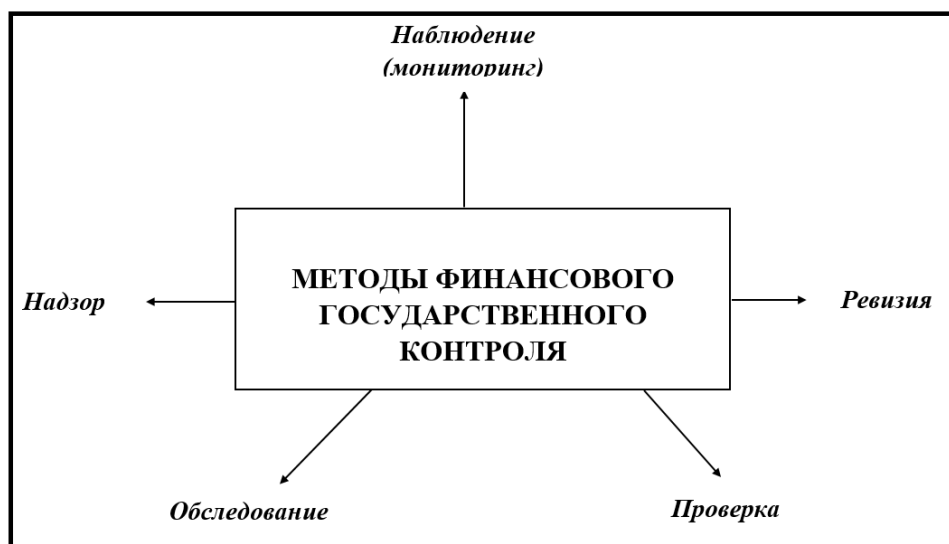 Наблюдение
(мониторинг)
МЕТОДЫ ФИНАНСОВОГО
ГОСУДАРСТВЕННОГО
КОНТРОЛЯ
Надзор
Ревизия
Обследование
Проверка